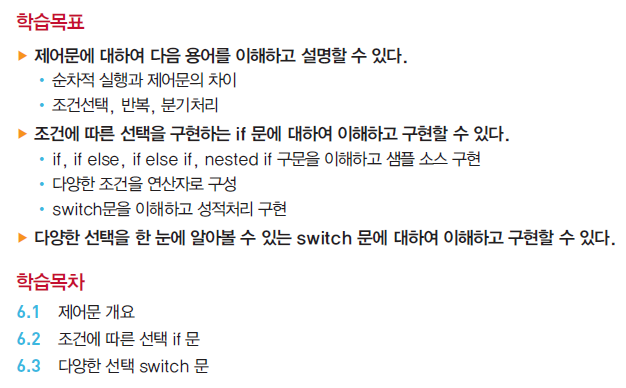 학습목표
▶ 제어문에 대하여 다음 용어를 이해하고 설명할 수 있다.
• 순차적 실행과 제어문의 차이
• 조건선택, 반복, 분기처리
▶ 조건에 따른 선택을 구현하는 if 문에 대하여 이해하고 구현할 수 있다.
• if, if else, if else if, nested if 구문을 이해하고 샘플 소스 구현
• 다양한 조건을 연산자로 구성
• switch문을 이해하고 성적처리 구현
▶ 다양한 선택을 한 눈에 알아볼 수 있는 switch 문에 대하여 이해하고 구현할 수 있다.
학습목차
6.1 제어문 개요
6.2 조건에 따른 선택 if 문
6.3 다양한 선택 switch 문